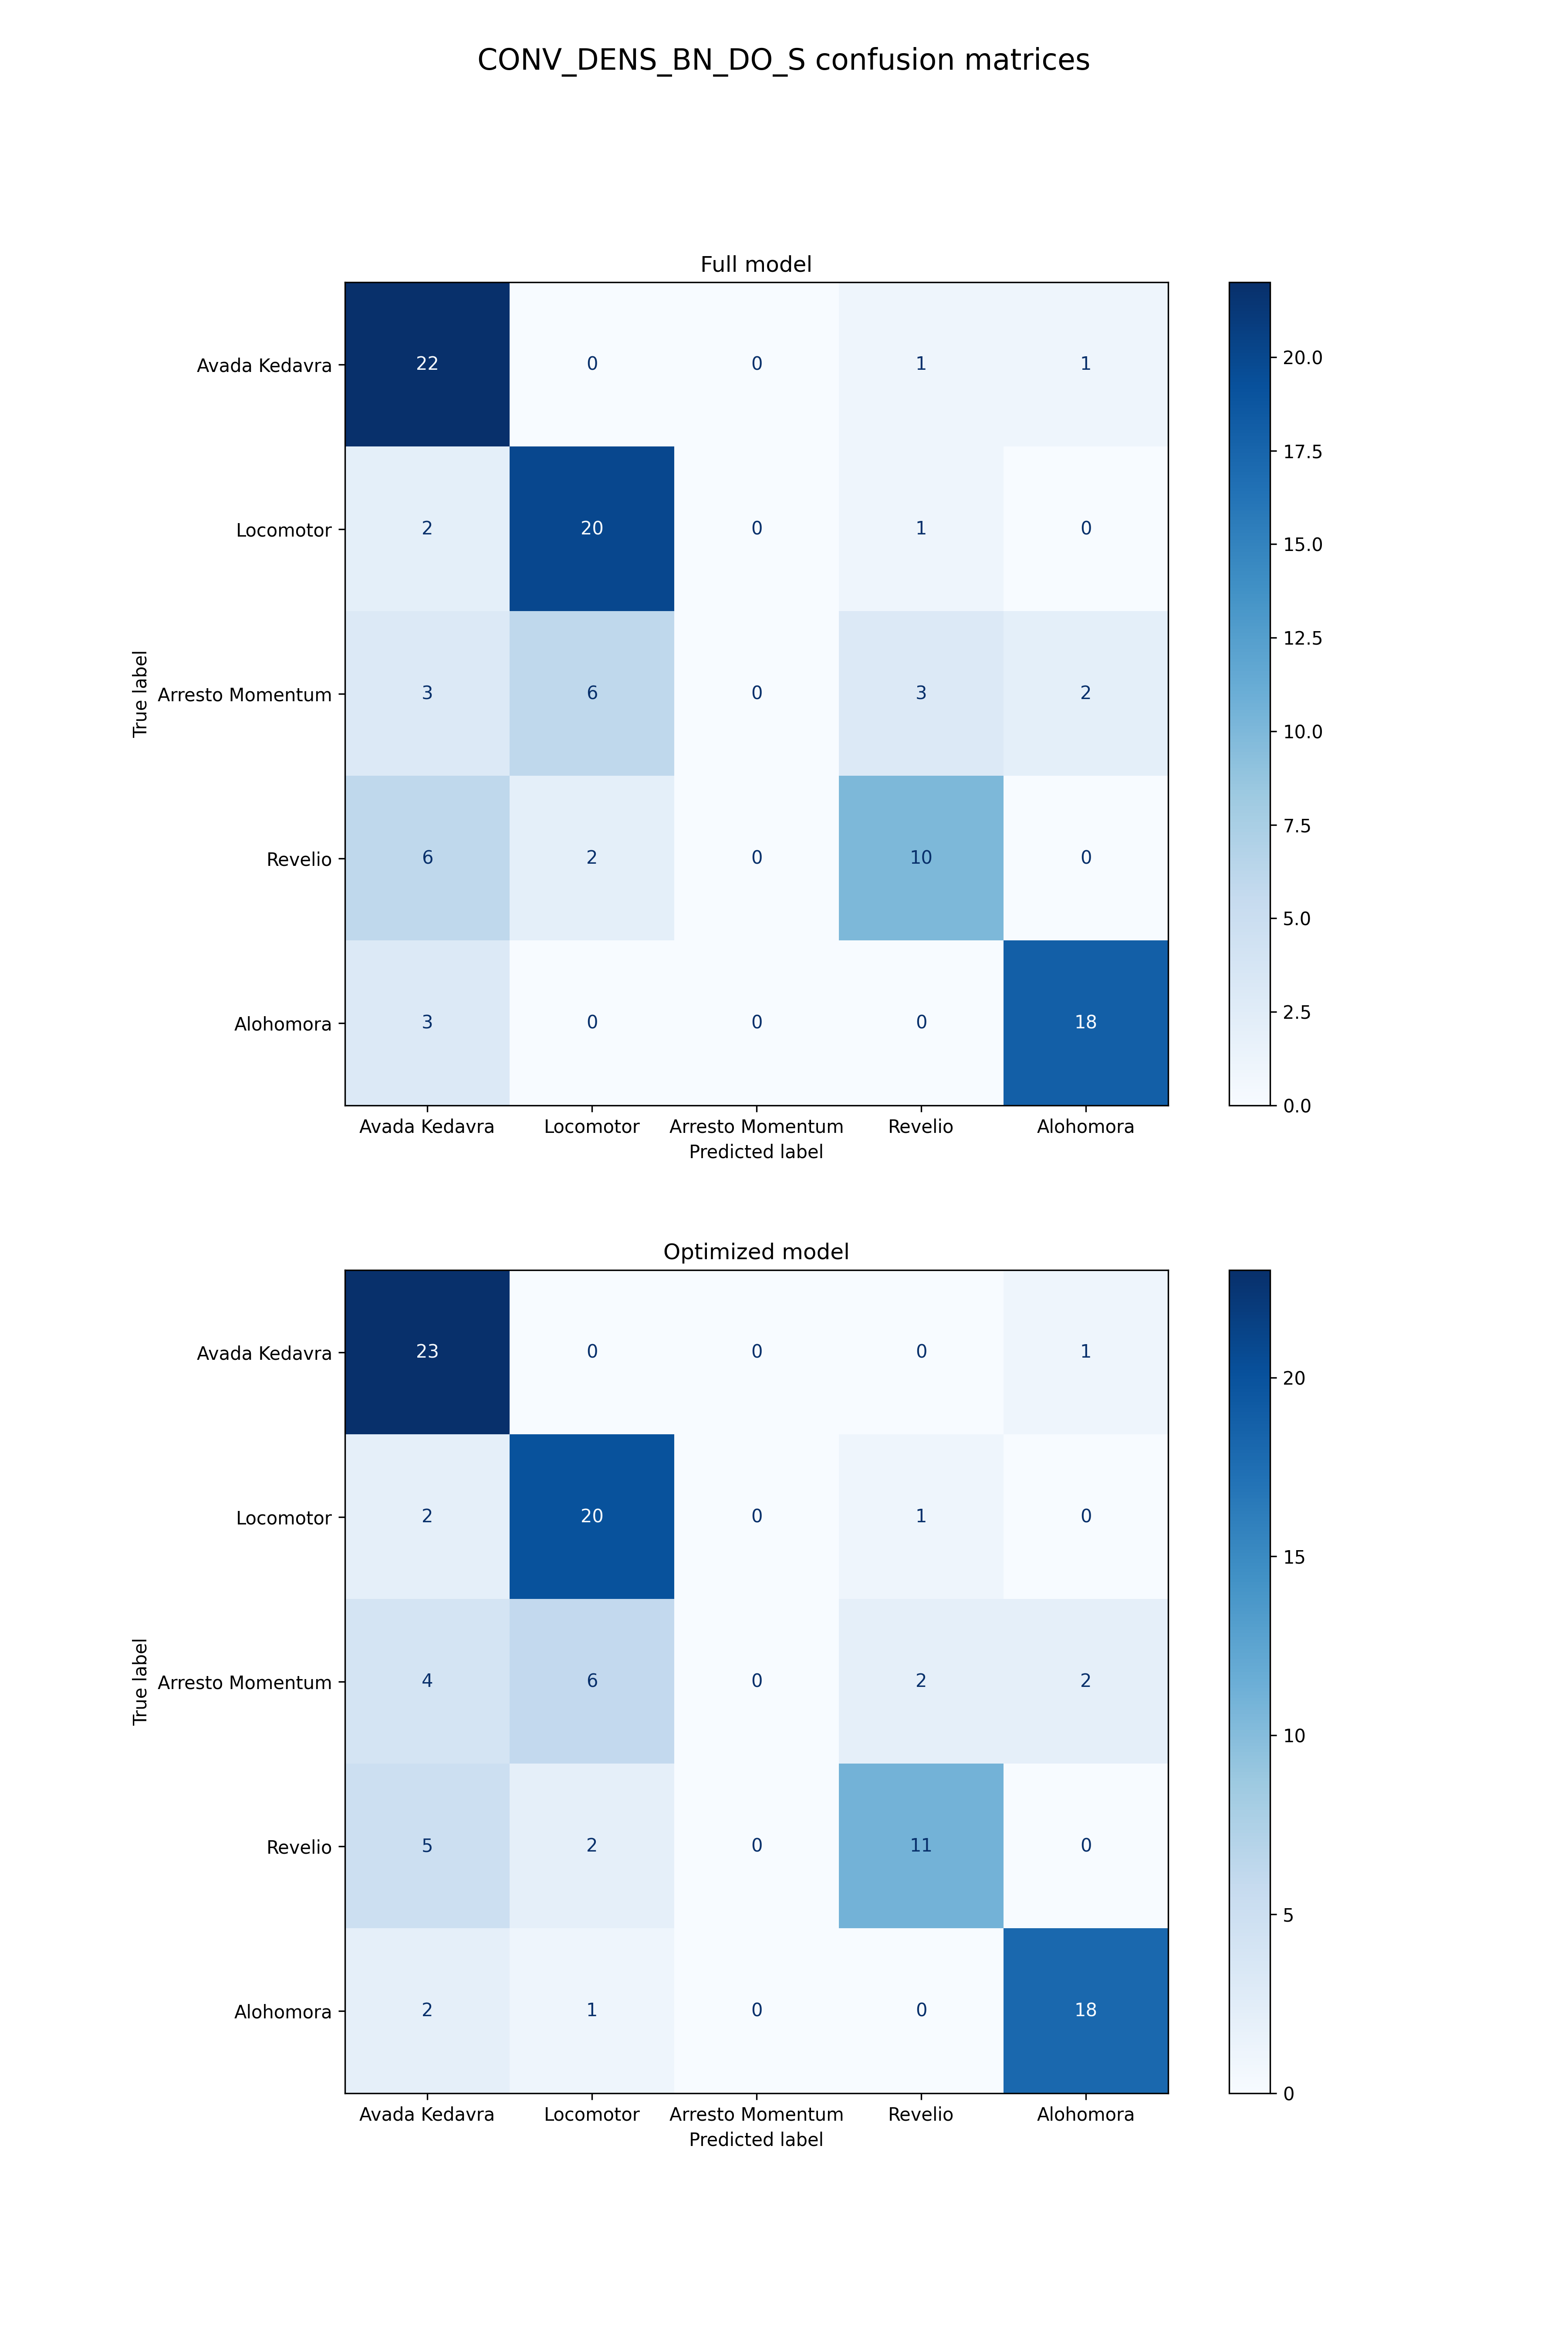 CONV_DENS_BN_DO_S confusion matrices
Full model
True label
Avada Kedavra 22 0 0 1 1
Locomotor 2 20 0 1 0
Arresto Momentum 3 6 0 3 2
Revelio 6 2 0 10 0
Alohomora 3 0 0 0 18
Avada Kedavra Locomotor Arresto Momentum Revelio Alohomora
Predicted label
20.0
17.5
15.0
12.5
10.0
7.5
5.0
2.5
0.0
Optimized model
True label
Avada Kedavra 23 0 0 0 1
Locomotor 2 20 0 1 0
Arresto Momentum 4 6 0 2 2
Revelio 5 2 0 11 0
Alohomora 2 1 0 0 18
Avada Kedavra Locomotor Arresto Momentum Revelio Alohomora
Predicted label
20
15
10
5
0